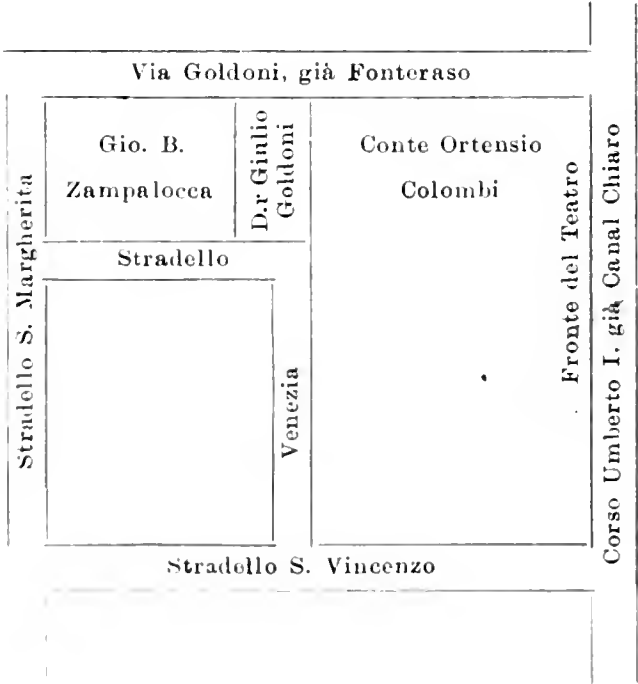 Via Goldoni, già Fonteraso
Gio. B.
Zampalocca
D.r Giulio
Goldoni
Conte Ortensio
Colombi
Fronte del Teatro
Corso Umberto I. già Canal Chiaro
Stradello S. Margherita
Stradello
Venezia
Stradello S. Vincenzo